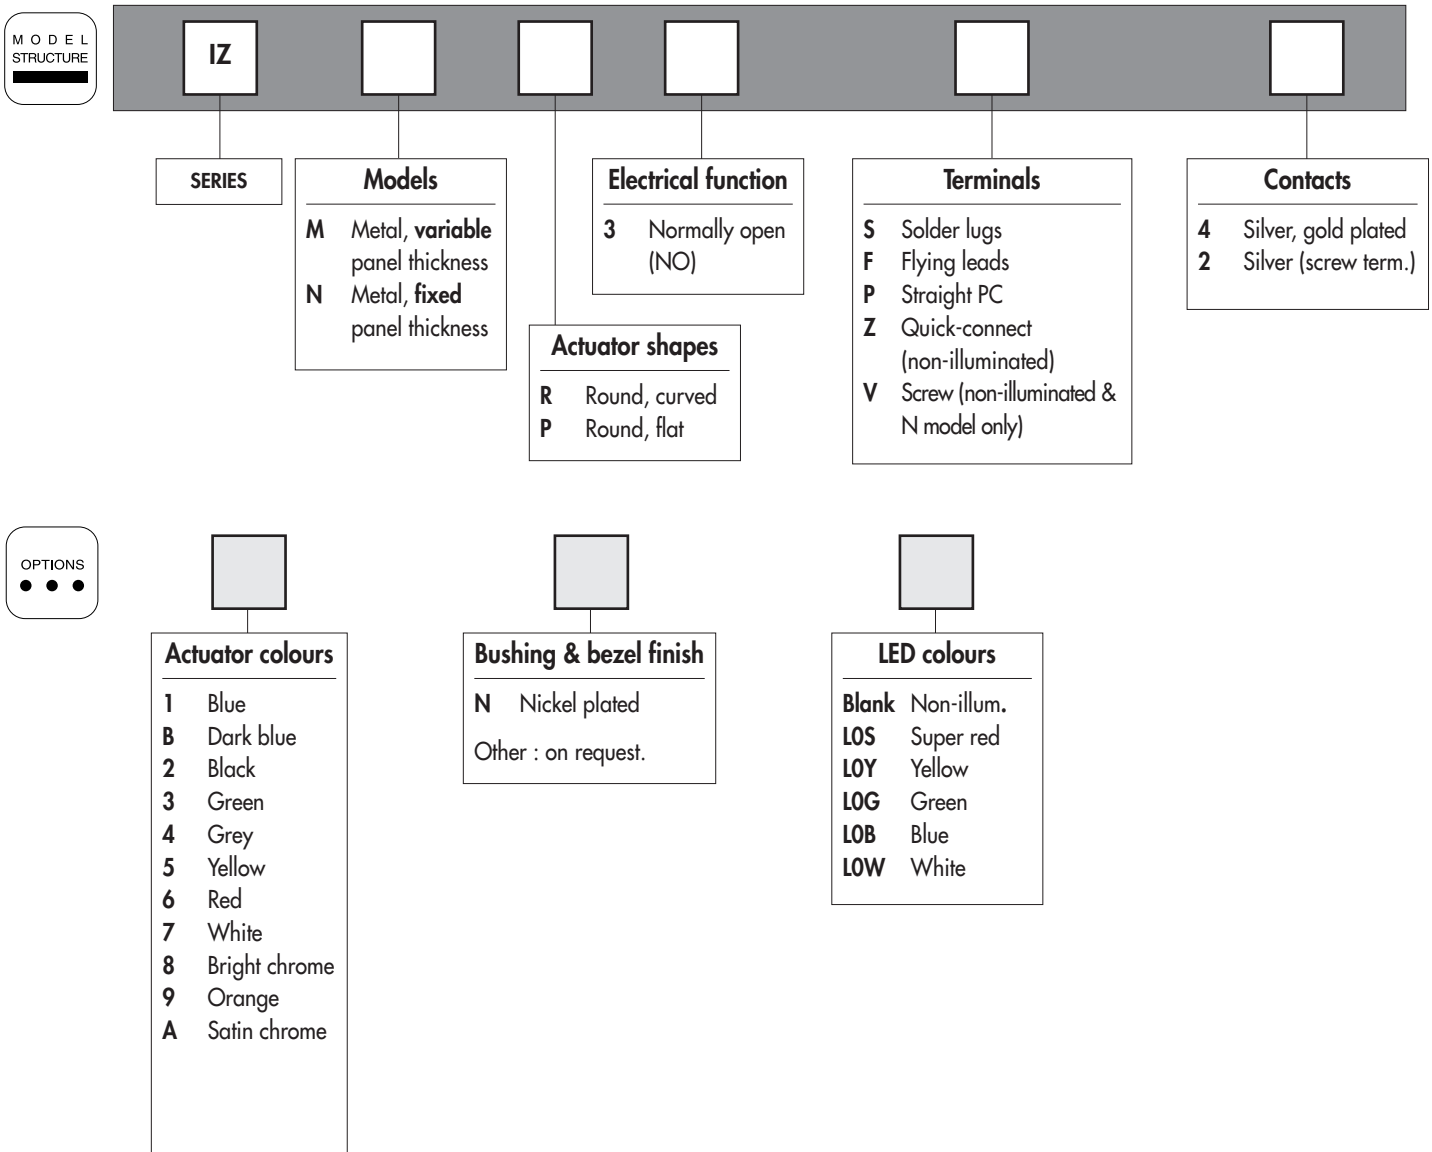 MODEL
STRUCTURE
IZ
SERIES
Models
M Metal, variable
panel thickness
N Metal, fixed
panel thickness
Actuator shapes
R Round, curved
P Round, flat
Electrical function
3 Normally open
(NO)
Terminals
S Solder lugs
F Flying leads
P Straight PC
Z Quick-connect
(non-illuminated)
V Screw (non-illuminated &
N model only)
Contacts
4 Silver, gold plated
2 Silver (screw term.)
OPTIONS
Actuator colours
1 Blue
B Dark blue
2 Black
3 Green
4 Grey
5 Yellow
6 Red
7 White
8 Bright chrome
9 Orange
A Satin chrome
Bushing & bezel finish
N Nickel plated
Other : on request.
LED colours
Blank Non-illum.
L0S Super red
L0Y Yellow
L0G Green
L0B Blue
L0W White